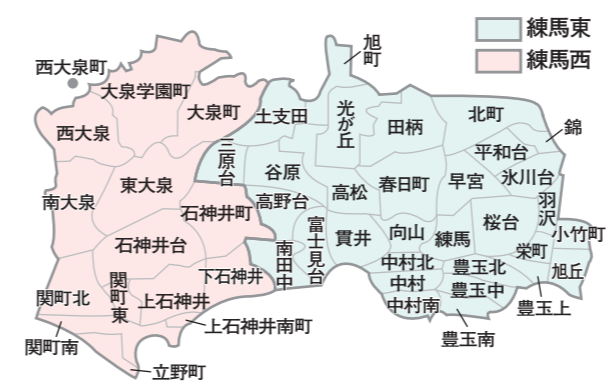 練馬東
練馬西
旭町
西大泉町
大泉学園町
大泉町
土支田
光が丘
田柄
北町
錦
西大泉
三原台
谷原
平和台
氷川台
南大泉
東大泉
高野台
高松
春日町
早宮
羽沢
石神井町
小竹町
石神井台
南田中
富士見台
貫井
向山
練馬
桜台
栄町
旭丘
下石神井
中村北
豊玉北
関町北
関町東
上石神井
中村
豊玉中
豊玉上
中村南
関町南
上石神井南町
豊玉南
立野町